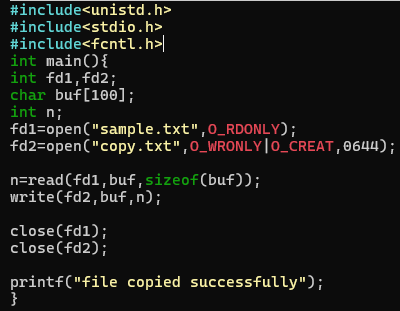 #include<unistd.h>
#include<stdio.h>
#include<fcntl.h>
int main(){
int fd1,fd2;
char buf[100];
int n;
fd1=open("sample.txt",O_RDONLY);
fd2=open("copy.txt",O_WRONLY|O_CREAT,0644);
n=read(fd1,buf,sizeof(buf));
write(fd2,buf,n);
close(fd1);
close(fd2);
printf("file copied successfully");
}